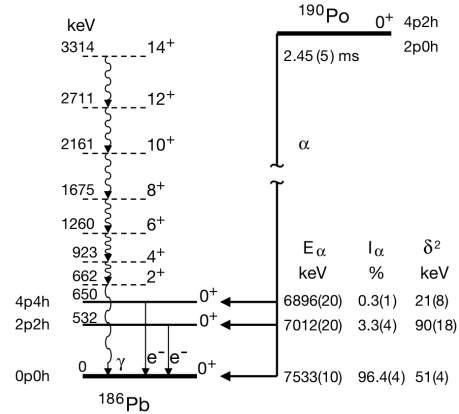 keV
3314 14⁺
2711 12⁺
2161 10⁺
1675 8⁺
1260 6⁺
923 4⁺
662 2⁺
4p4h 650 0⁺
2p2h 532 0⁺
0p0h 0 γ e⁻ e⁻ 0⁺
¹⁸⁶Pb
¹⁹⁰Po 0⁺ 4p2h
2p0h
2.45 (5) ms
α
Eα Iα δ²
keV % keV
6896(20) 0.3(1) 21(8)
7012(20) 3.3(4) 90(18)
7533(10) 96.4(4) 51(4)